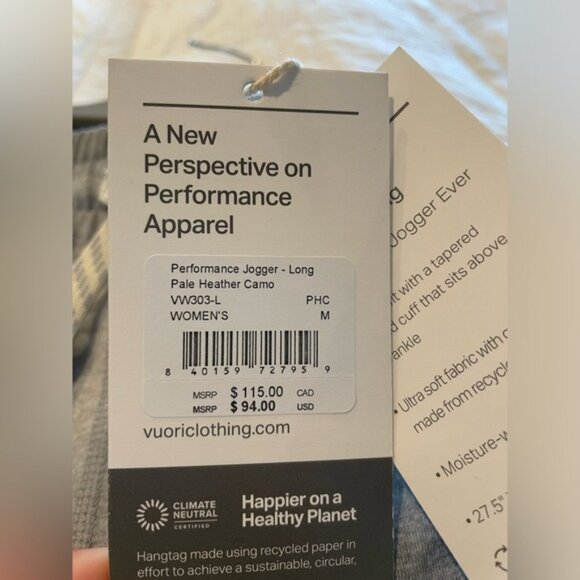 A New
Perspective on
Performance
Apparel
Performance Jogger - Long
Pale Heather Camo
VW303-L PHC
WOMEN'S M
8 40159 72795 9
MSRP $ 115.00 CAD
MSRP $ 94.00 USD
vuoriclothing.com
CLIMATE
NEUTRAL
CERTIFIED
Happier on a
Healthy Planet
Hangtag made using recycled paper in
effort to achieve a sustainable, circular,
Jogger Ever
with a tapered
cuff that sits above
ankle
• Ultra soft fabric with
made from
• Moisture-
• 27.5"